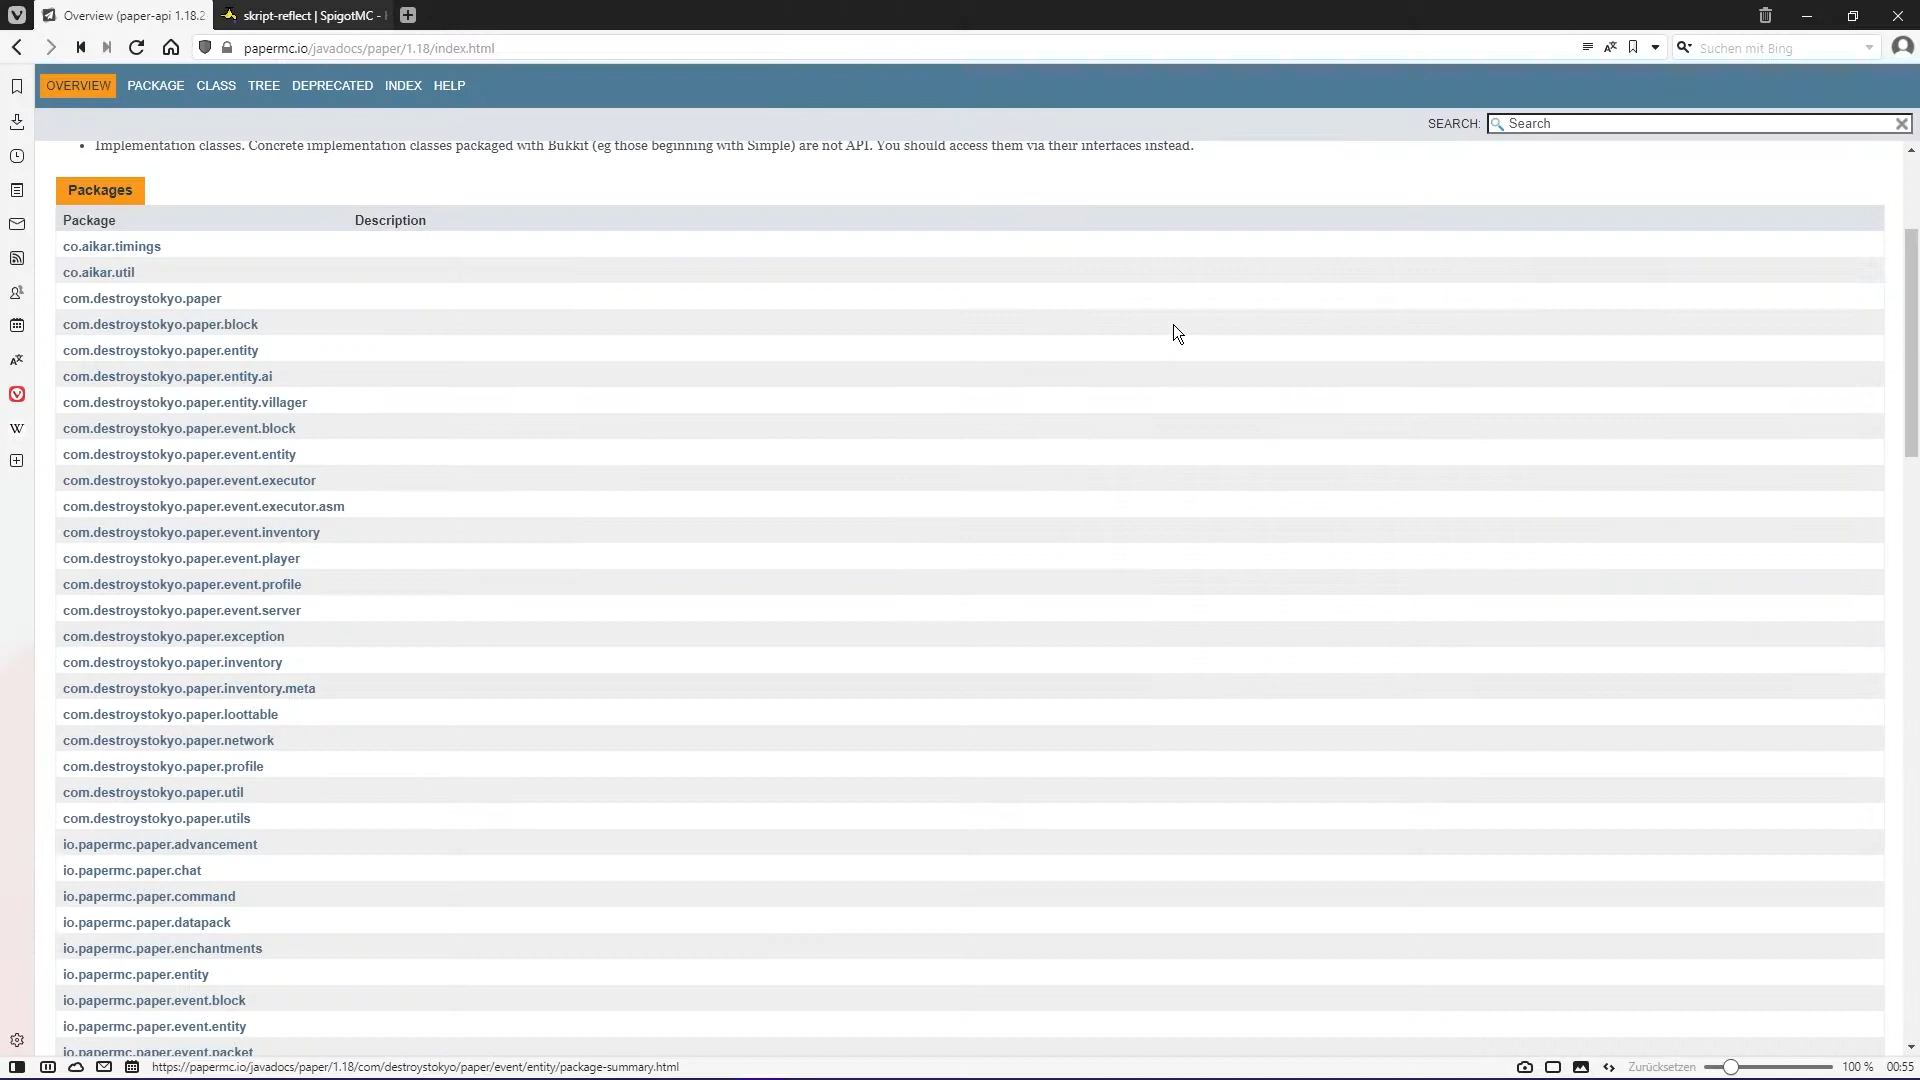 Overview (paper-api 1.18.2
skript-reflect | SpigotMC -
papermc.io/javadocs/paper/1.18/index.html
Suchen mit Bing
OVERVIEW PACKAGE CLASS TREE DEPRECATED INDEX HELP
SEARCH: Search
Implementation classes. Concrete implementation classes packaged with Bukkit (eg those beginning with Simple) are not API. You should access them via their interfaces instead.
Packages
Package Description
co.aikar.timings
co.aikar.util
com.destroystokyo.paper
com.destroystokyo.paper.block
com.destroystokyo.paper.entity
com.destroystokyo.paper.entity.ai
com.destroystokyo.paper.entity.villager
com.destroystokyo.paper.event.block
com.destroystokyo.paper.event.entity
com.destroystokyo.paper.event.executor
com.destroystokyo.paper.event.executor.asm
com.destroystokyo.paper.event.inventory
com.destroystokyo.paper.event.player
com.destroystokyo.paper.event.profile
com.destroystokyo.paper.event.server
com.destroystokyo.paper.exception
com.destroystokyo.paper.inventory
com.destroystokyo.paper.inventory.meta
com.destroystokyo.paper.loottable
com.destroystokyo.paper.network
com.destroystokyo.paper.profile
com.destroystokyo.paper.util
com.destroystokyo.paper.utils
io.papermc.paper.advancement
io.papermc.paper.chat
io.papermc.paper.command
io.papermc.paper.datapack
io.papermc.paper.enchantments
io.papermc.paper.entity
io.papermc.paper.event.block
io.papermc.paper.event.entity
io.papermc.paper.event.packet
https://papermc.io/javadocs/paper/1.18/com/destroystokyo/paper/event/entity/package-summary.html
Zurücksetzen 100 % 00:55